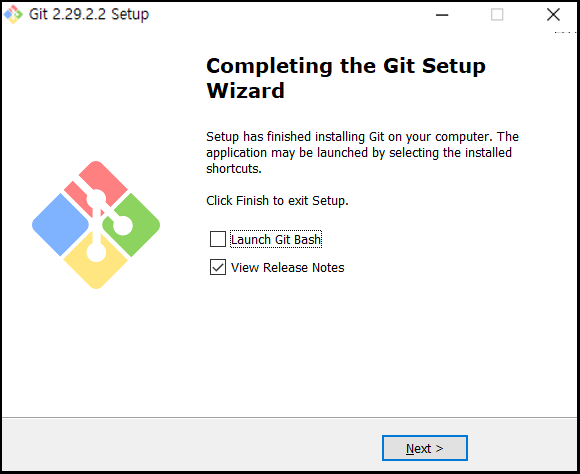 Git 2.29.2.2 Setup
Completing the Git Setup
Wizard
Setup has finished installing Git on your computer. The
application may be launched by selecting the installed
shortcuts.
Click Finish to exit Setup.
Launch Git Bash
View Release Notes
Next >